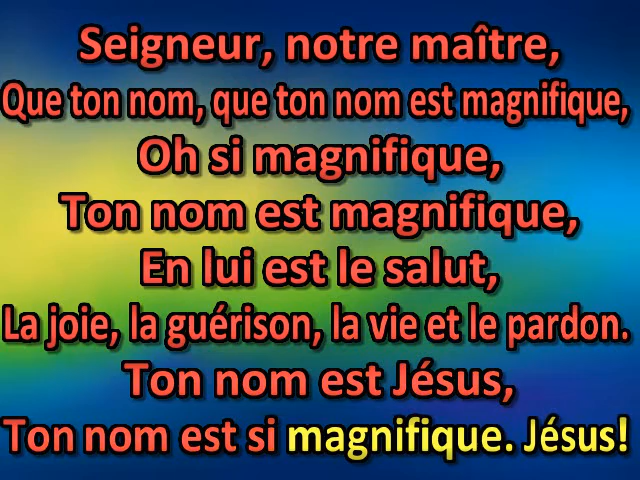 Seigneur, notre maître,
Que ton nom, que ton nom est magnifique,
Oh si magnifique,
Ton nom est magnifique,
En lui est le salut,
La joie, la guérison, la vie et le pardon.
Ton nom est Jésus,
Ton nom est si magnifique. Jésus!